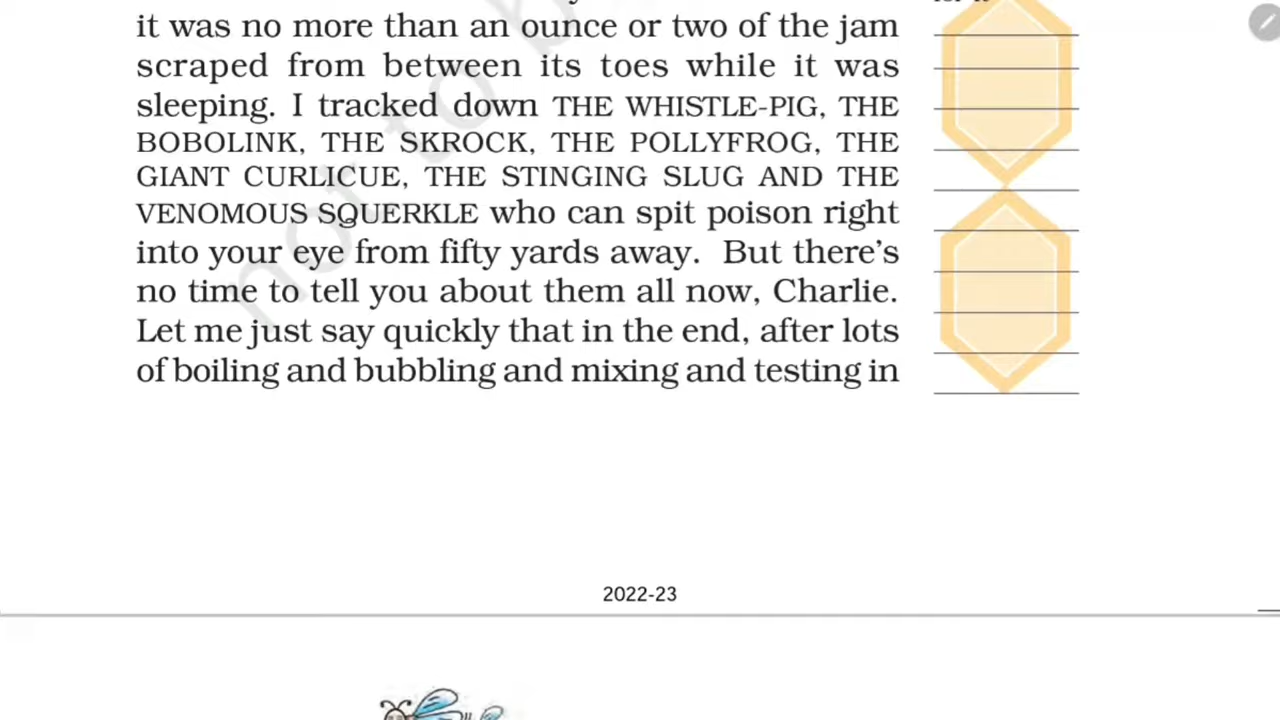 it was no more than an ounce or two of the jam
scraped from between its toes while it was
sleeping. I tracked down THE WHISTLE-PIG, THE
BOBOLINK, THE SKROCK, THE POLLYFROG, THE
GIANT CURLICUE, THE STINGING SLUG AND THE
VENOMOUS SQUERKLE who can spit poison right
into your eye from fifty yards away. But there's
no time to tell you about them all now, Charlie.
Let me just say quickly that in the end, after lots
of boiling and bubbling and mixing and testing in
not to b
2022-23